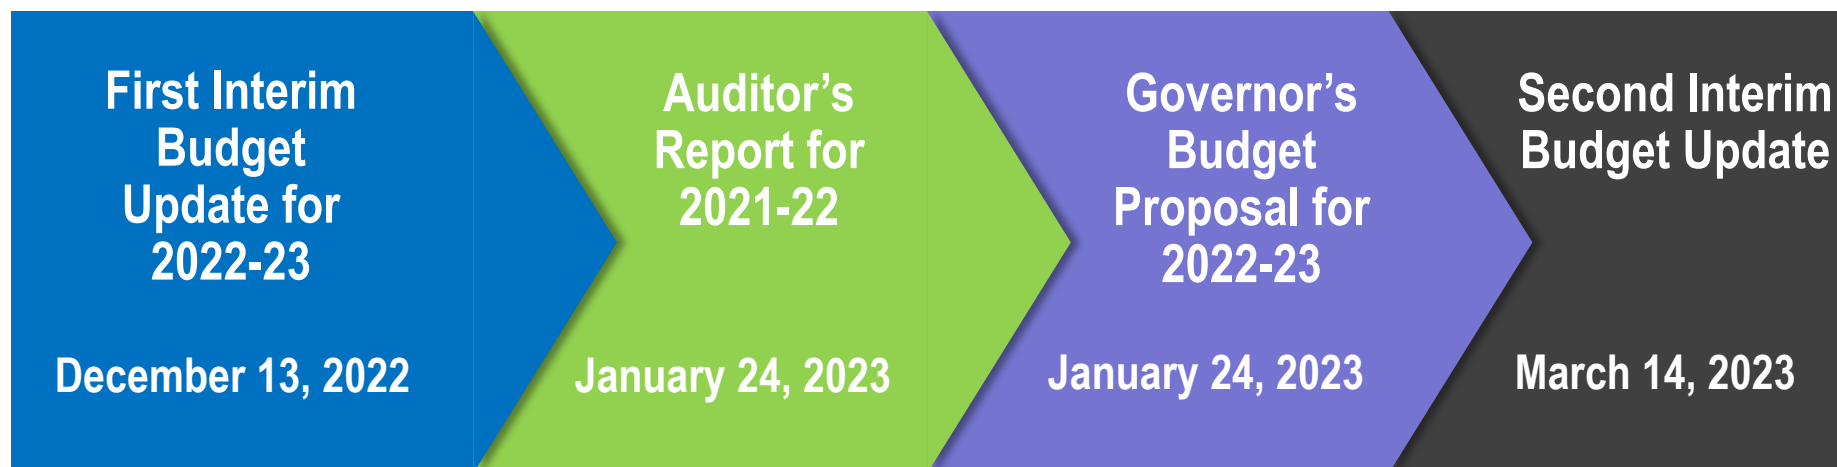 First Interim
Budget
Update for
2022-23
December 13, 2022
Auditor’s
Report for
2021-22
January 24, 2023
Governor’s
Budget
Proposal for
2022-23
January 24, 2023
Second Interim
Budget Update
March 14, 2023